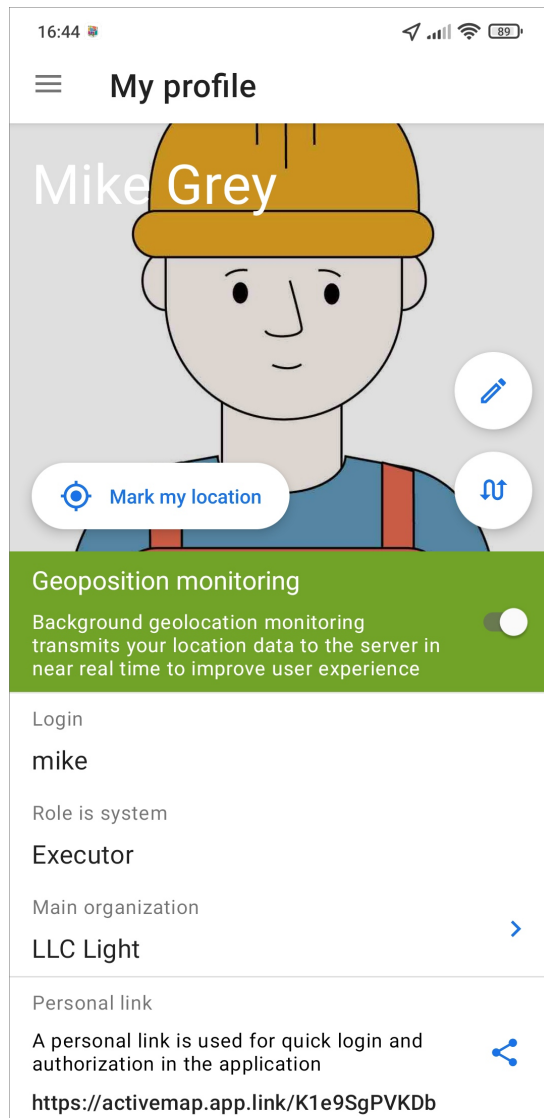 16:44
89
My profile
Mike Grey
Mark my location
Geoposition monitoring
Background geolocation monitoring
transmits your location data to the server in
near real time to improve user experience
Login
mike
Role is system
Executor
Main organization
LLC Light
Personal link
A personal link is used for quick login and
authorization in the application
https://activemap.app.link/K1e9SgPVKDb